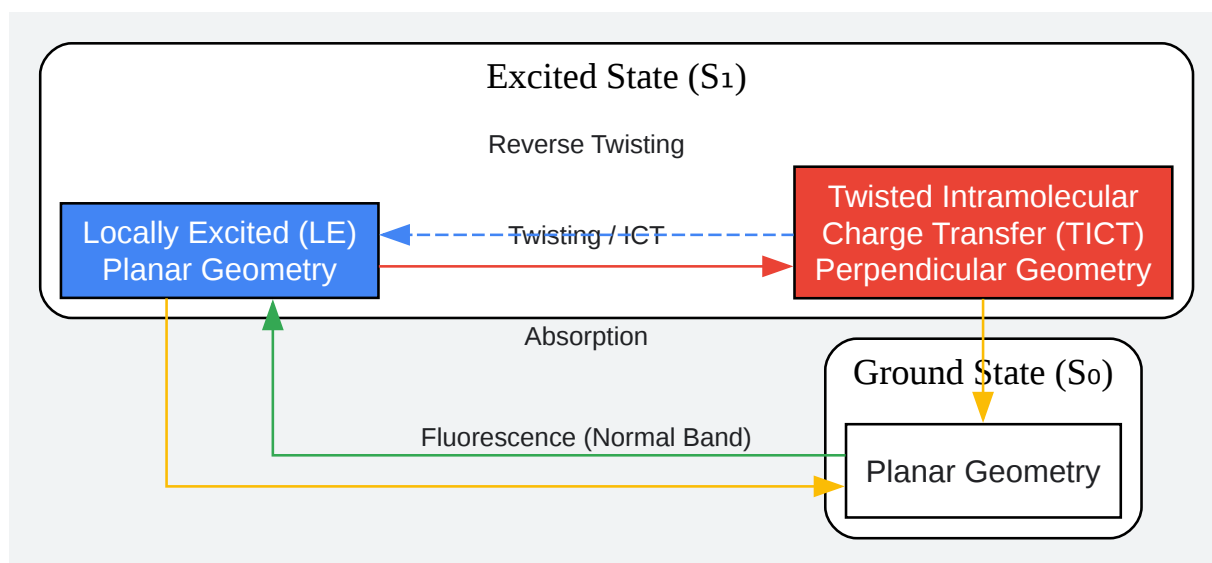 Excited State (S₁)
Reverse Twisting
Locally Excited (LE)
Planar Geometry
Twisting / ICT
Twisted Intramolecular
Charge Transfer (TICT)
Perpendicular Geometry
Absorption
Ground State (S₀)
Fluorescence (Normal Band)
Planar Geometry